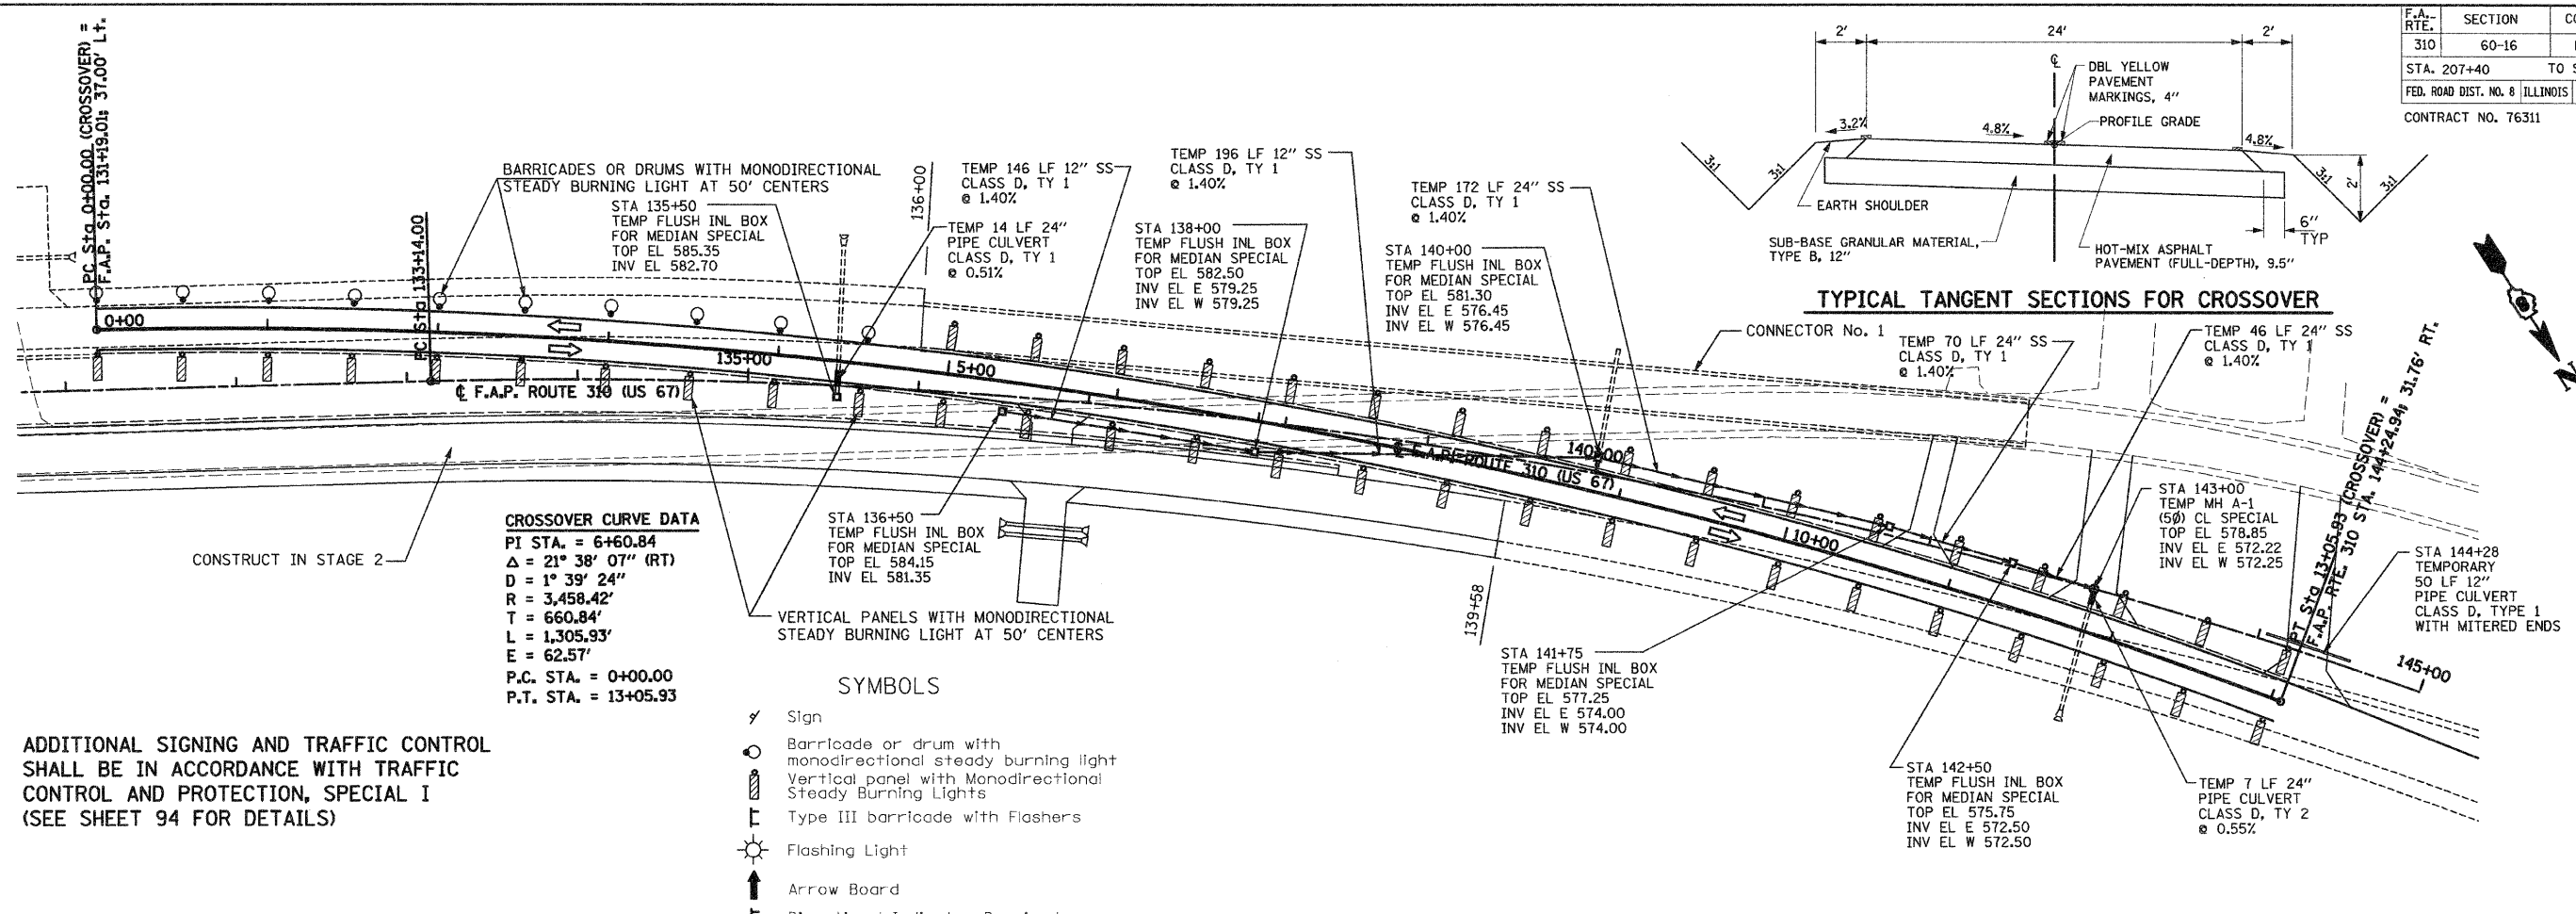 F.A.-
RTE.
SECTION
310
60-16
STA. 207+40
FED. ROAD DIST. NO. 8
ILLINOIS
CONTRACT NO. 76311
PC Sta 0+00.00 (CROSSOVER) =
F.A.P. Sta. 131+19.01; 37.00' Lt.
PC Sta 133+14.00
BARRICADES OR DRUMS WITH MONODIRECTIONAL
STEADY BURNING LIGHT AT 50' CENTERS
STA 135+50
TEMP FLUSH INL BOX
FOR MEDIAN SPECIAL
TOP EL 585.35
INV EL 582.70
136+00
TEMP 146 LF 12" SS
CLASS D, TY 1
@ 1.40%
TEMP 14 LF 24"
PIPE CULVERT
CLASS D, TY 1
@ 0.51%
TEMP 196 LF 12" SS
CLASS D, TY 1
@ 1.40%
STA 138+00
TEMP FLUSH INL BOX
FOR MEDIAN SPECIAL
TOP EL 582.50
INV EL E 579.25
INV EL W 579.25
TEMP 172 LF 24" SS
CLASS D, TY 1
@ 1.40%
STA 140+00
TEMP FLUSH INL BOX
FOR MEDIAN SPECIAL
TOP EL 581.30
INV EL E 576.45
INV EL W 576.45
2'
24'
2'
℄
DBL YELLOW
PAVEMENT
MARKINGS, 4"
PROFILE GRADE
3.2%
4.8%
4.8%
3:1
3:1
3:1
3:1
2'
EARTH SHOULDER
6"
TYP
SUB-BASE GRANULAR MATERIAL,
TYPE B, 12"
HOT-MIX ASPHALT
PAVEMENT (FULL-DEPTH), 9.5"
TYPICAL TANGENT SECTIONS FOR CROSSOVER
CONNECTOR No. 1
TEMP 70 LF 24" SS
CLASS D, TY 1
@ 1.40%
TEMP 46 LF 24" SS
CLASS D, TY 1
@ 1.40%
0+00
135+00
5+00
℄ F.A.P. ROUTE 310 (US 67)
140+00
℄ F.A.P. ROUTE 310 (US 67)
10+00
145+00
PT Sta 13+05.93 (CROSSOVER) =
F.A.P. RTE. 310 STA. 144+24.94; 31.76' RT.
STA 143+00
TEMP MH A-1
(5Ø) CL SPECIAL
TOP EL 578.85
INV EL E 572.22
INV EL W 572.25
STA 144+28
TEMPORARY
50 LF 12"
PIPE CULVERT
CLASS D, TYPE 1
WITH MITERED ENDS
CONSTRUCT IN STAGE 2
CROSSOVER CURVE DATA
PI STA. = 6+60.84
Δ = 21° 38' 07" (RT)
D = 1° 39' 24"
R = 3,458.42'
T = 660.84'
L = 1,305.93'
E = 62.57'
P.C. STA. = 0+00.00
P.T. STA. = 13+05.93
STA 136+50
TEMP FLUSH INL BOX
FOR MEDIAN SPECIAL
TOP EL 584.15
INV EL 581.35
VERTICAL PANELS WITH MONODIRECTIONAL
STEADY BURNING LIGHT AT 50' CENTERS
139+58
STA 141+75
TEMP FLUSH INL BOX
FOR MEDIAN SPECIAL
TOP EL 577.25
INV EL E 574.00
INV EL W 574.00
STA 142+50
TEMP FLUSH INL BOX
FOR MEDIAN SPECIAL
TOP EL 575.75
INV EL E 572.50
INV EL W 572.50
TEMP 7 LF 24"
PIPE CULVERT
CLASS D, TY 2
@ 0.55%
ADDITIONAL SIGNING AND TRAFFIC CONTROL
SHALL BE IN ACCORDANCE WITH TRAFFIC
CONTROL AND PROTECTION, SPECIAL I
(SEE SHEET 94 FOR DETAILS)
SYMBOLS
Sign
Barricade or drum with
monodirectional steady burning light
Vertical panel with Monodirectional
Steady Burning Lights
Type III barricade with Flashers
Flashing Light
Arrow Board